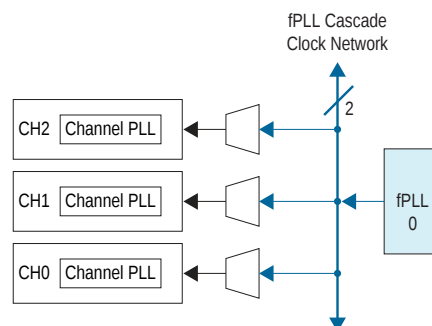 fPLL Cascade
Clock Network
2
CH2 Channel PLL
CH1 Channel PLL
fPLL
0
CH0 Channel PLL